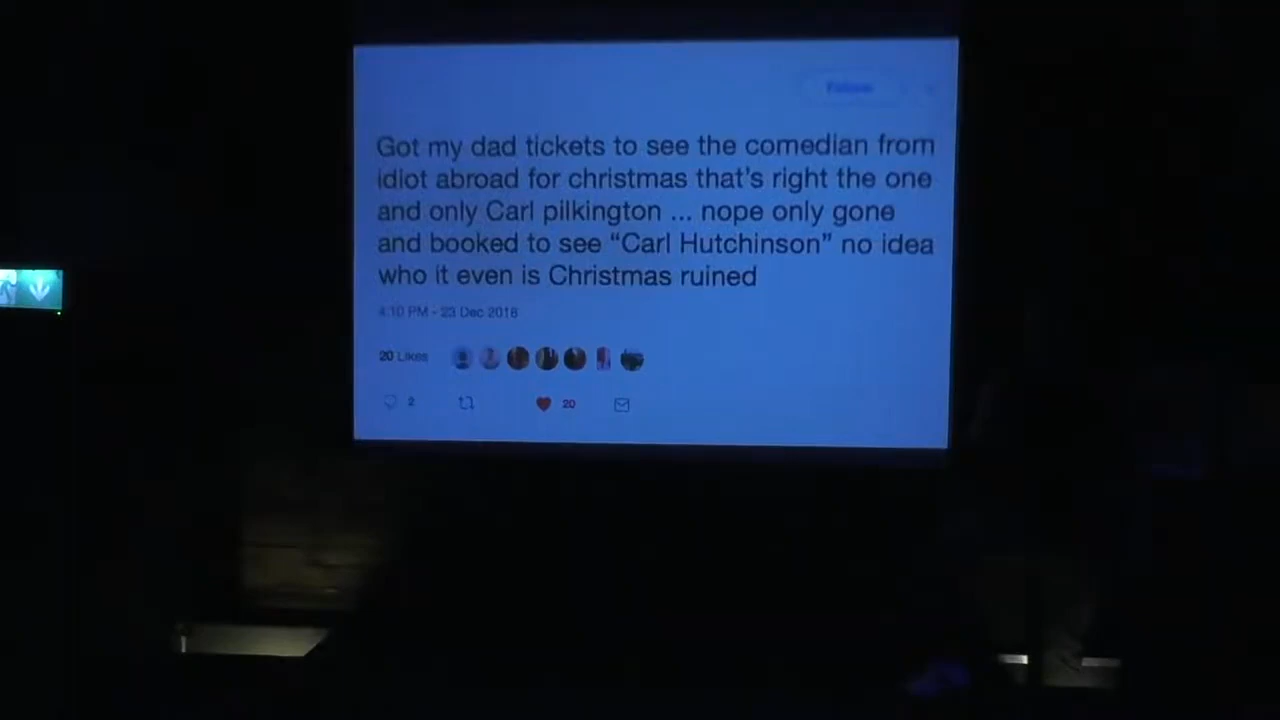 Follow
Got my dad tickets to see the comedian from
idiot abroad for christmas that's right the one
and only Carl pilkington ... nope only gone
and booked to see “Carl Hutchinson” no idea
who it even is Christmas ruined
4:10 PM - 23 Dec 2018
20 Likes
2 20